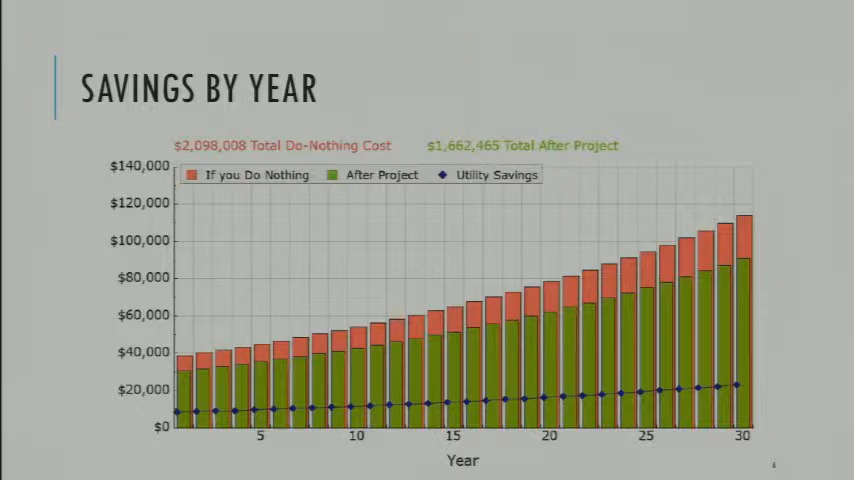 SAVINGS BY YEAR
$2,098,008 Total Do-Nothing Cost $1,662,465 Total After Project
If you Do Nothing After Project Utility Savings
$140,000
$120,000
$100,000
$80,000
$60,000
$40,000
$20,000
$0
5 10 15 20 25 30
Year